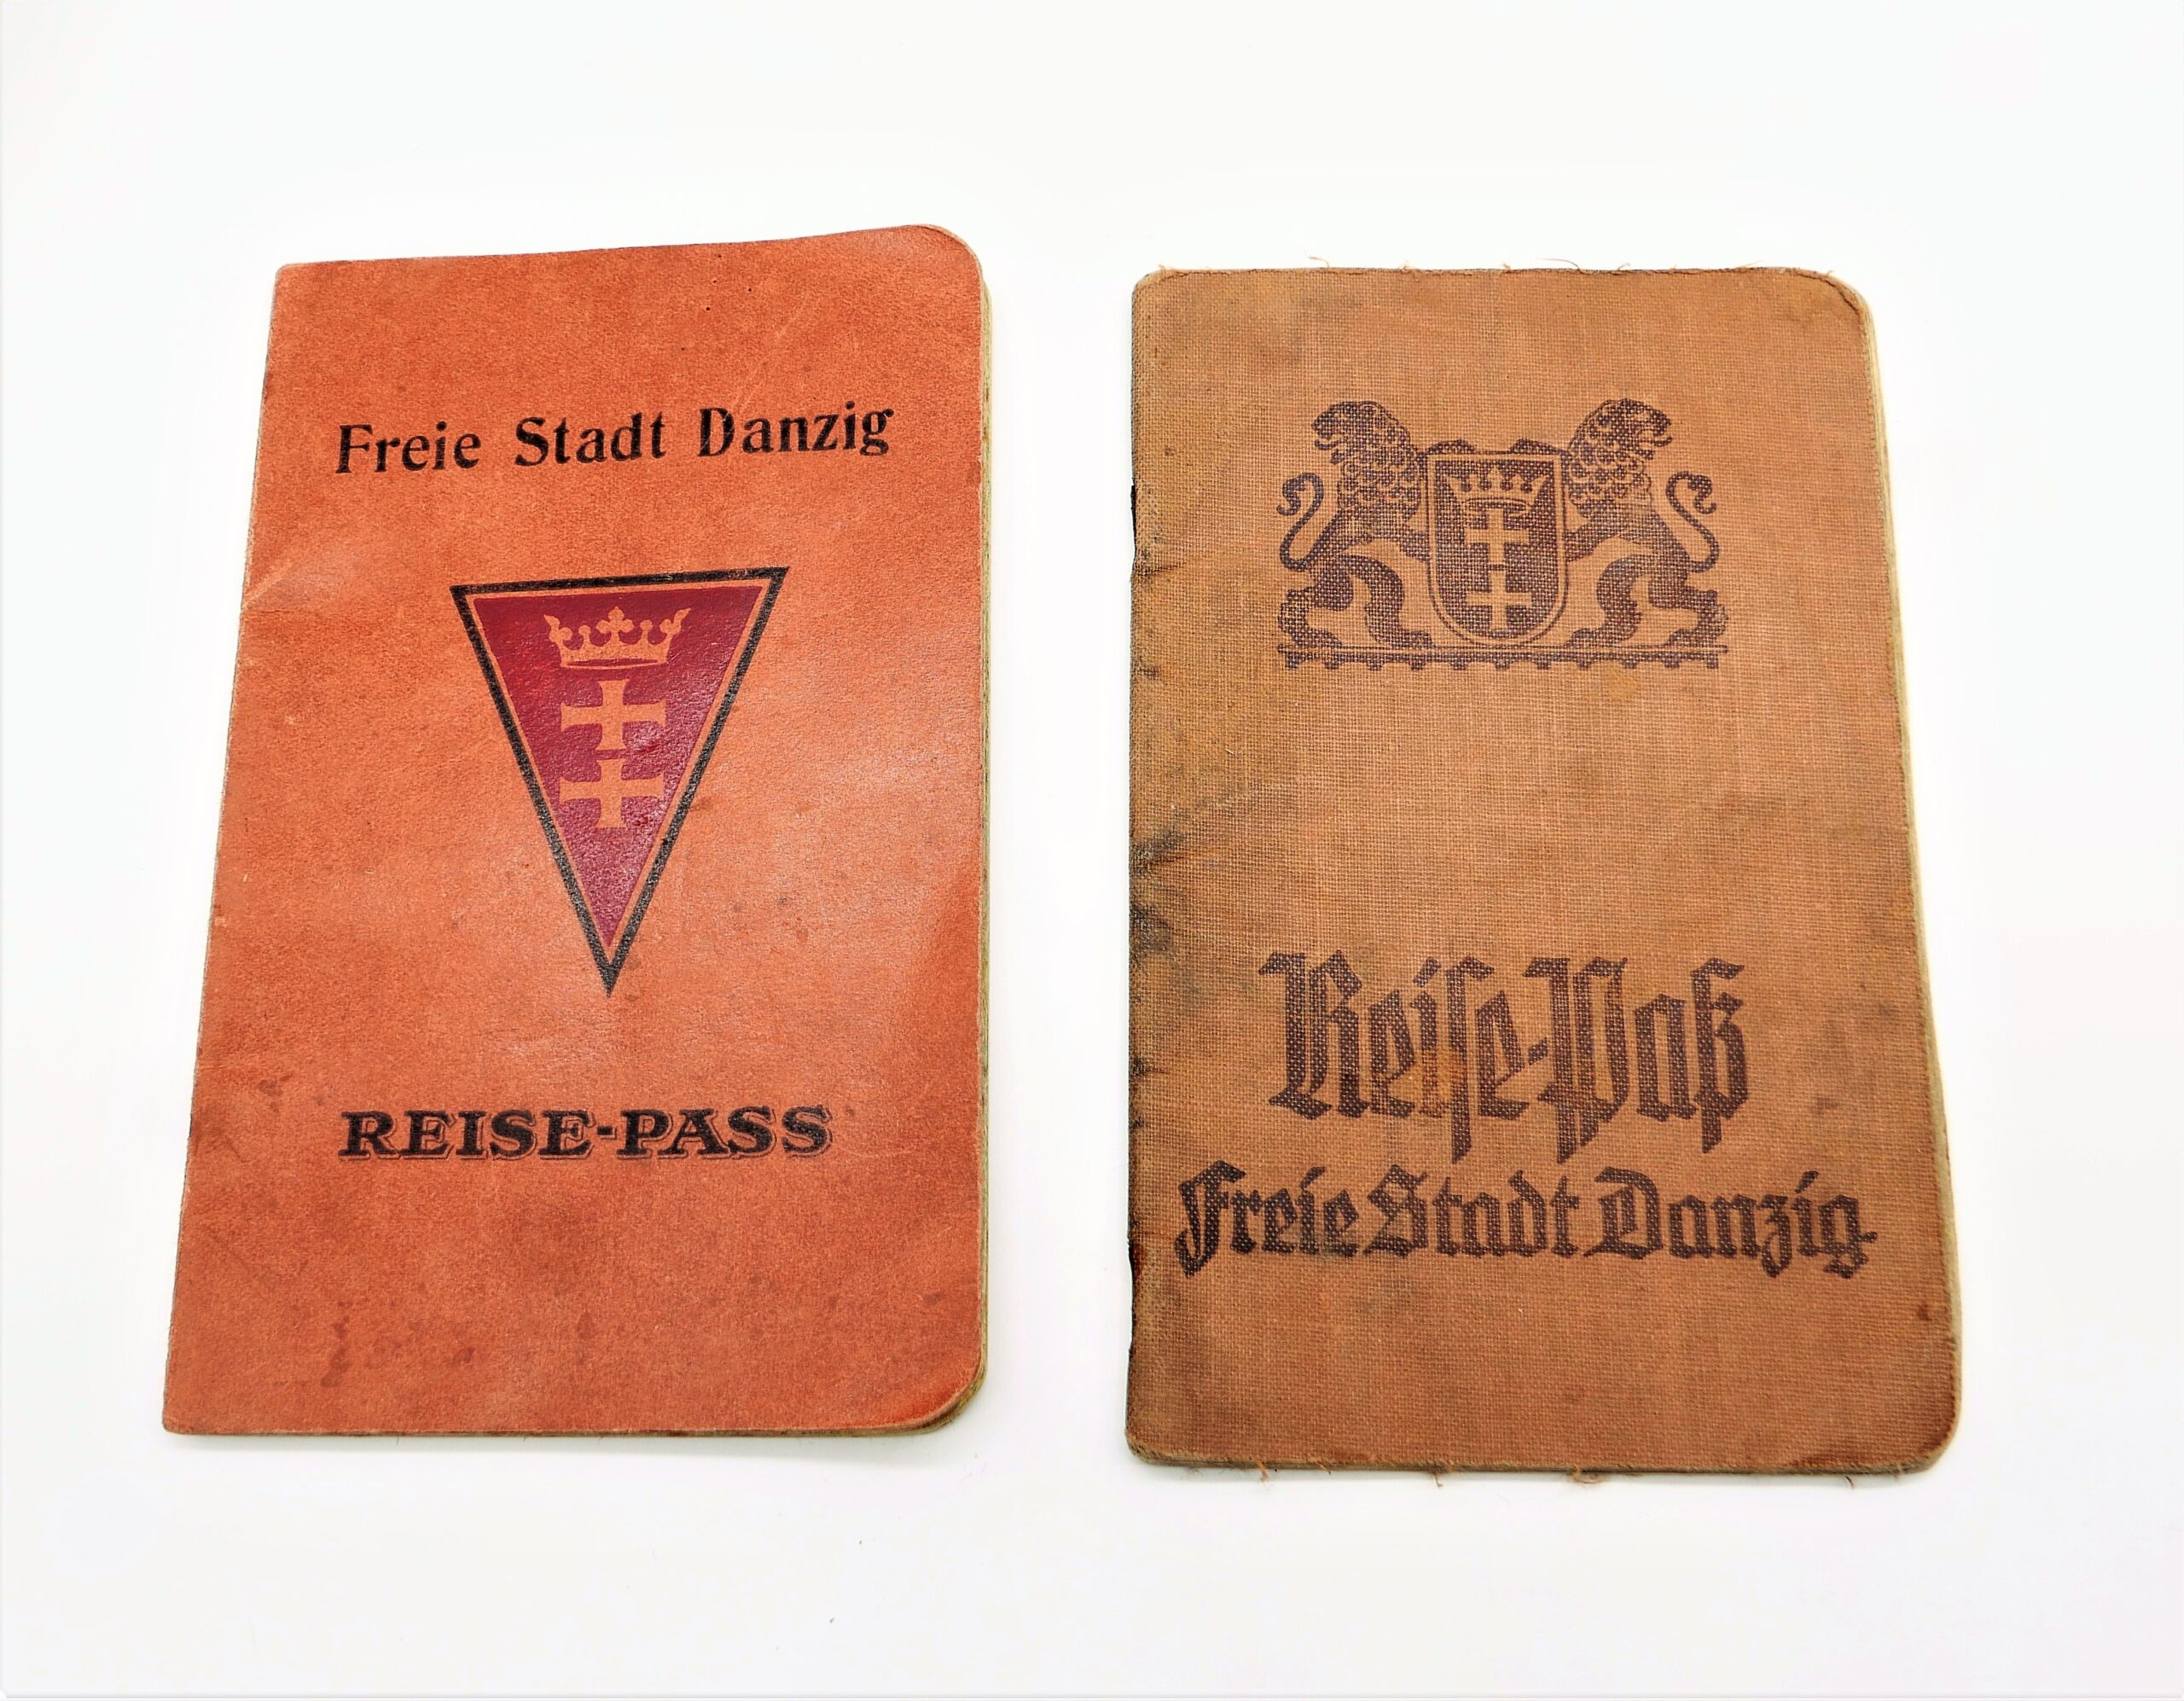 Freie Stadt Danzig
REISE-PASS
Reise-Paß
Freie Stadt Danzig